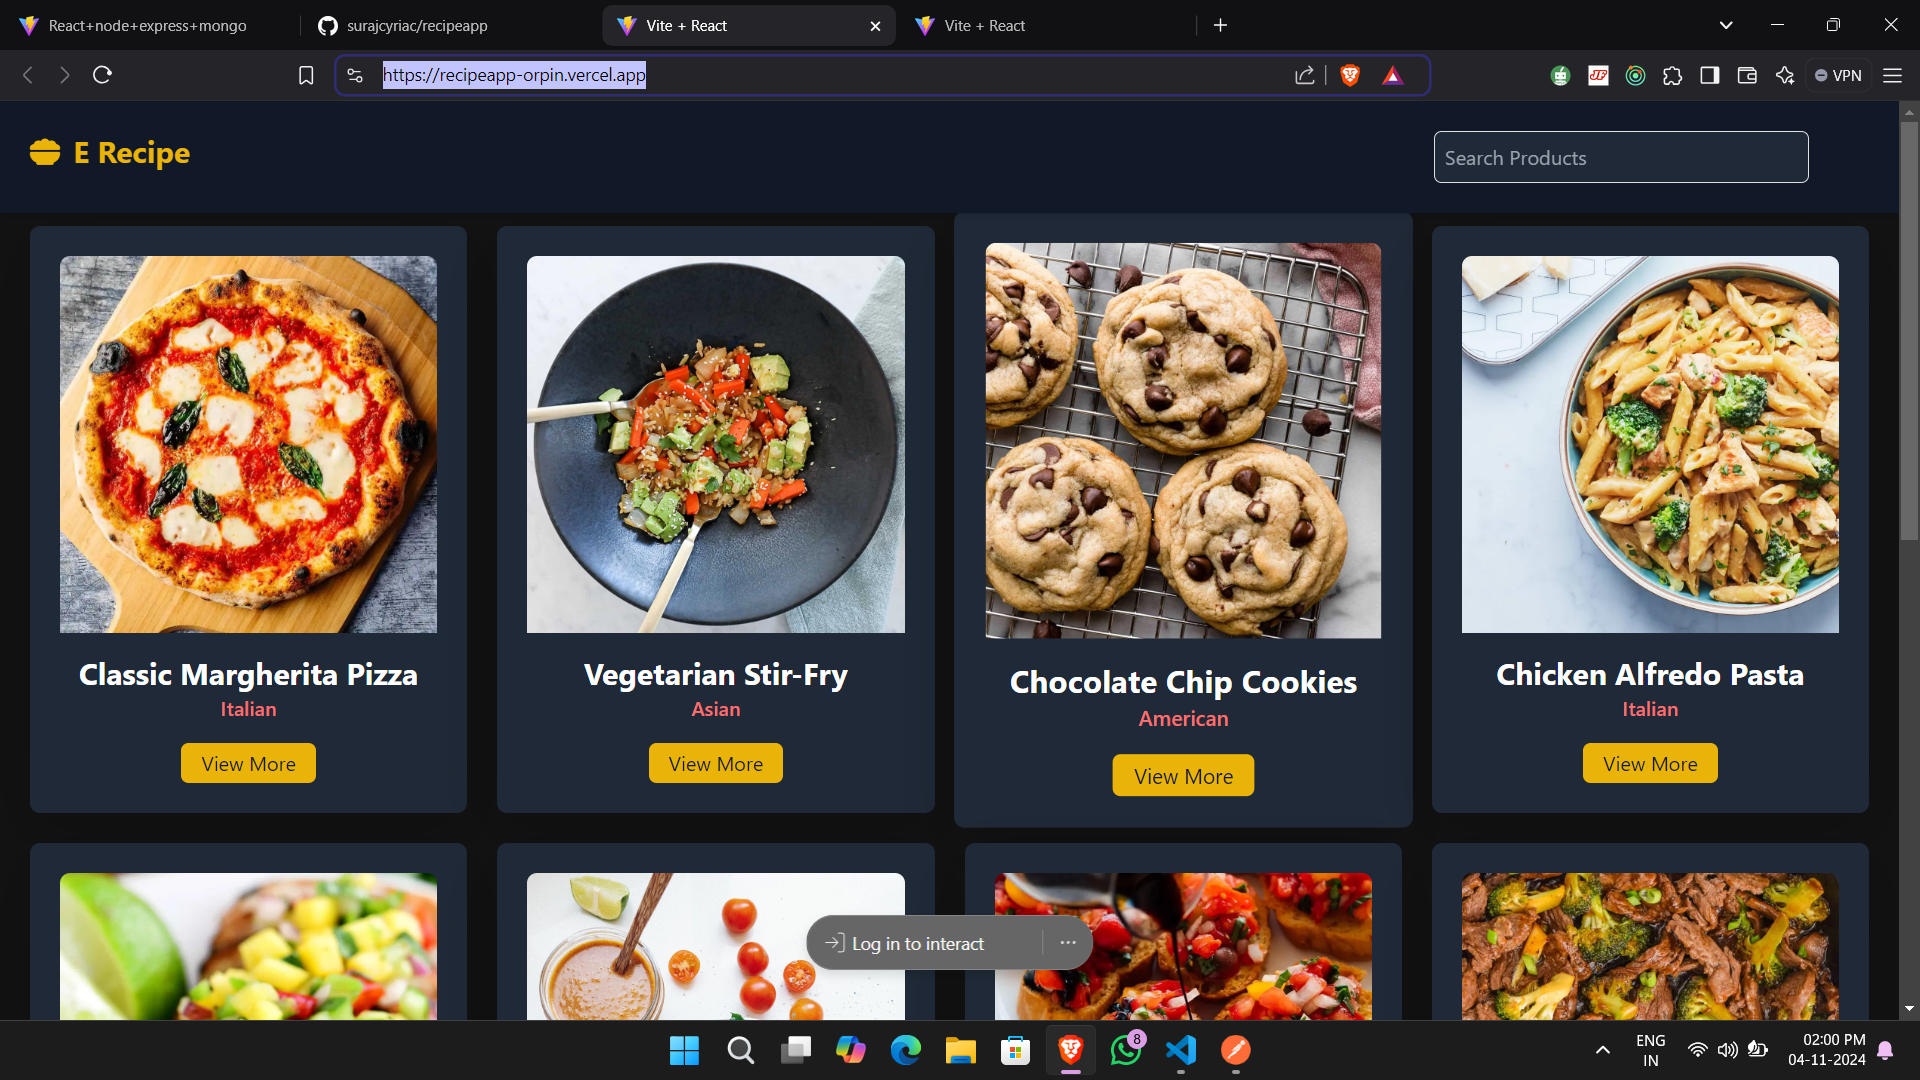 React+node+express+mongo
surajcyriac/recipeapp
Vite + React
Vite + React
https://recipeapp-orpin.vercel.app
VPN
E Recipe
Search Products
Classic Margherita Pizza
Italian
View More
Vegetarian Stir-Fry
Asian
View More
Chocolate Chip Cookies
American
View More
Chicken Alfredo Pasta
Italian
View More
Log in to interact
8
ENG
IN
02:00 PM
04-11-2024